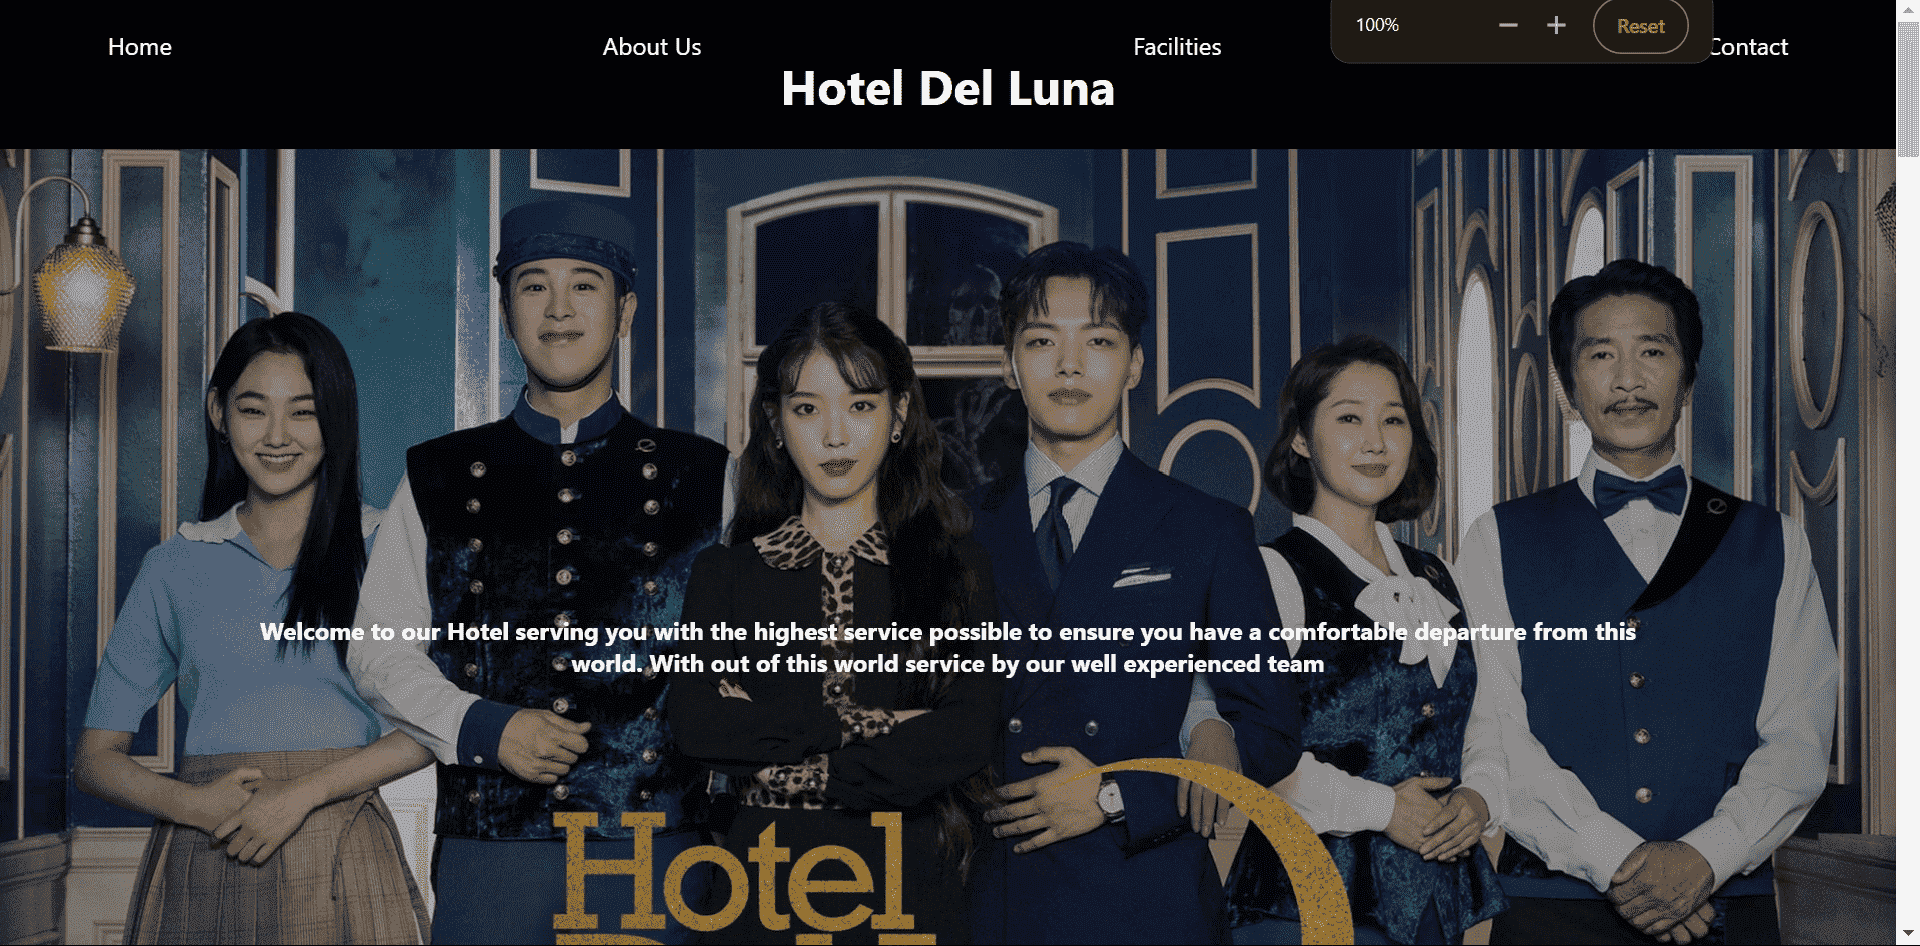 Home About Us Facilities Contact
100% Reset
Hotel Del Luna
Welcome to our Hotel serving you with the highest service possible to ensure you have a comfortable departure from this
world. With out of this world service by our well experienced team
Hotel